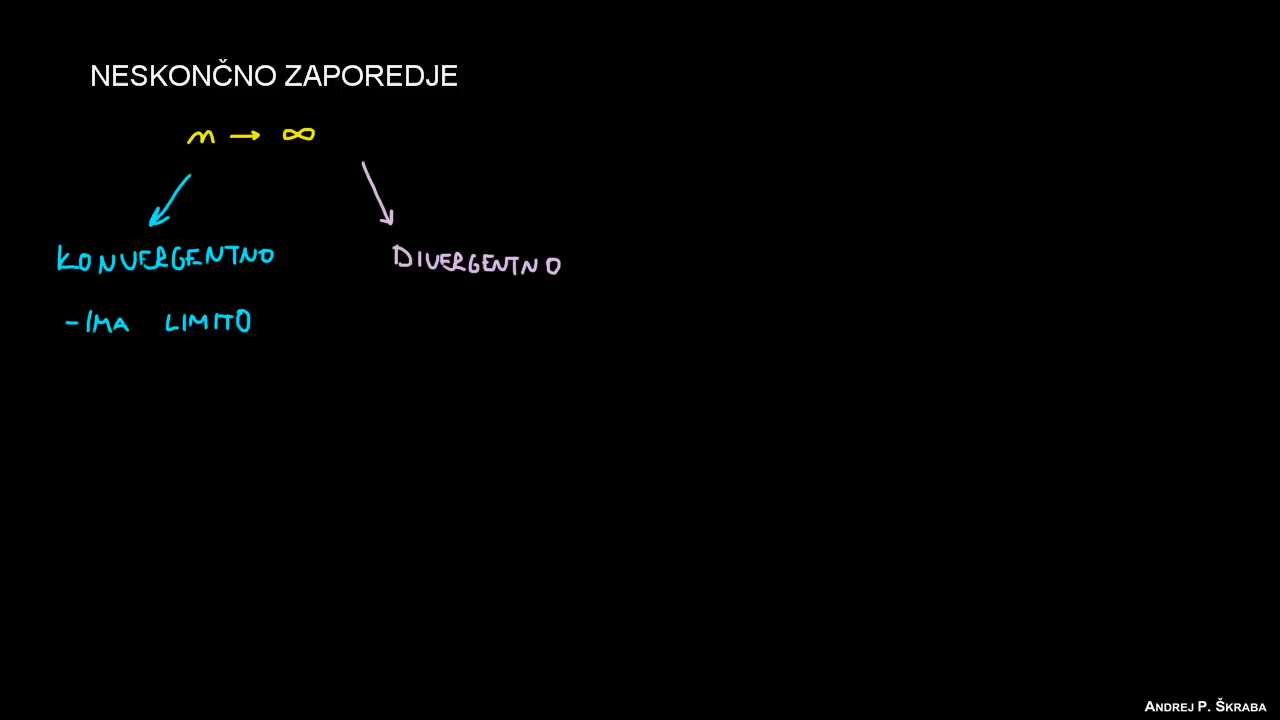 NESKONČNO ZAPOREDJE
n → ∞
KONVERGENTNO DIVERGENTNO
- IMA LIMITO
ANDREJ P. ŠKRABA